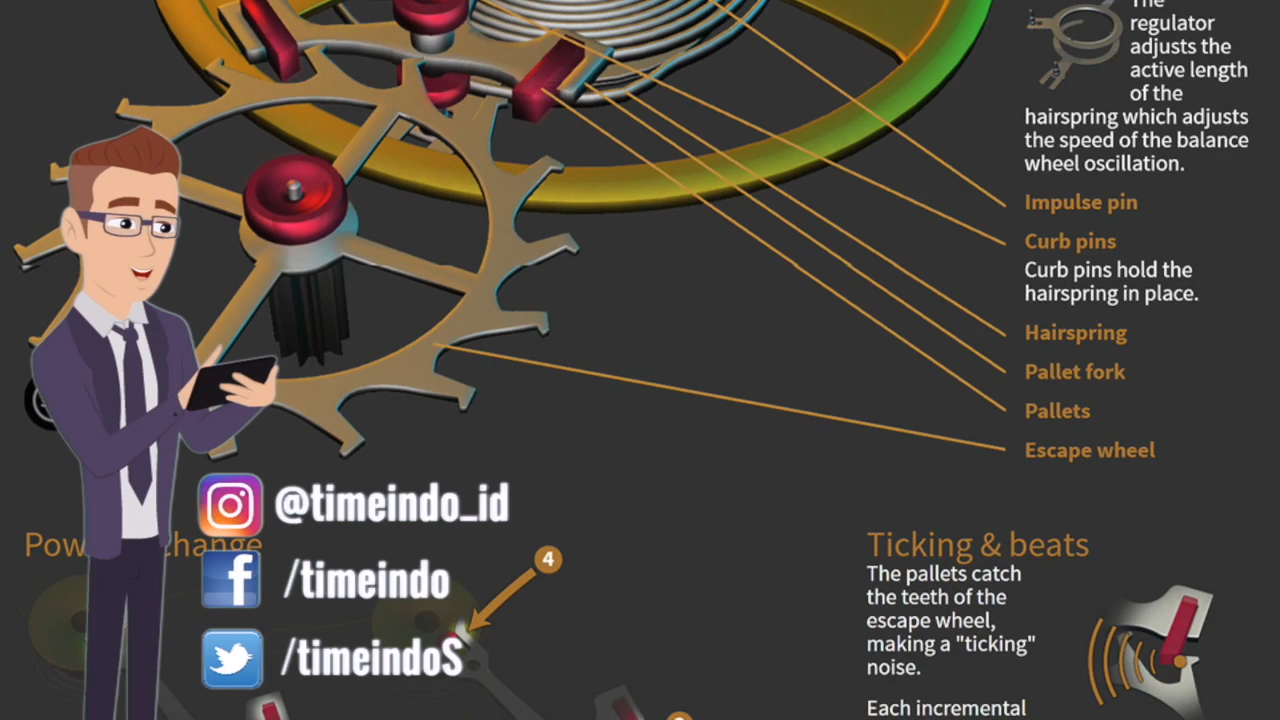 The
regulator
adjusts the
active length
of the
hairspring which adjusts
the speed of the balance
wheel oscillation.
Impulse pin
Curb pins
Curb pins hold the
hairspring in place.
Hairspring
Pallet fork
Pallets
Escape wheel
@timeindo_id
/timeindo
/timeindoS
4
Ticking & beats
The pallets catch
the teeth of the
escape wheel,
making a "ticking"
noise.
Each incremental